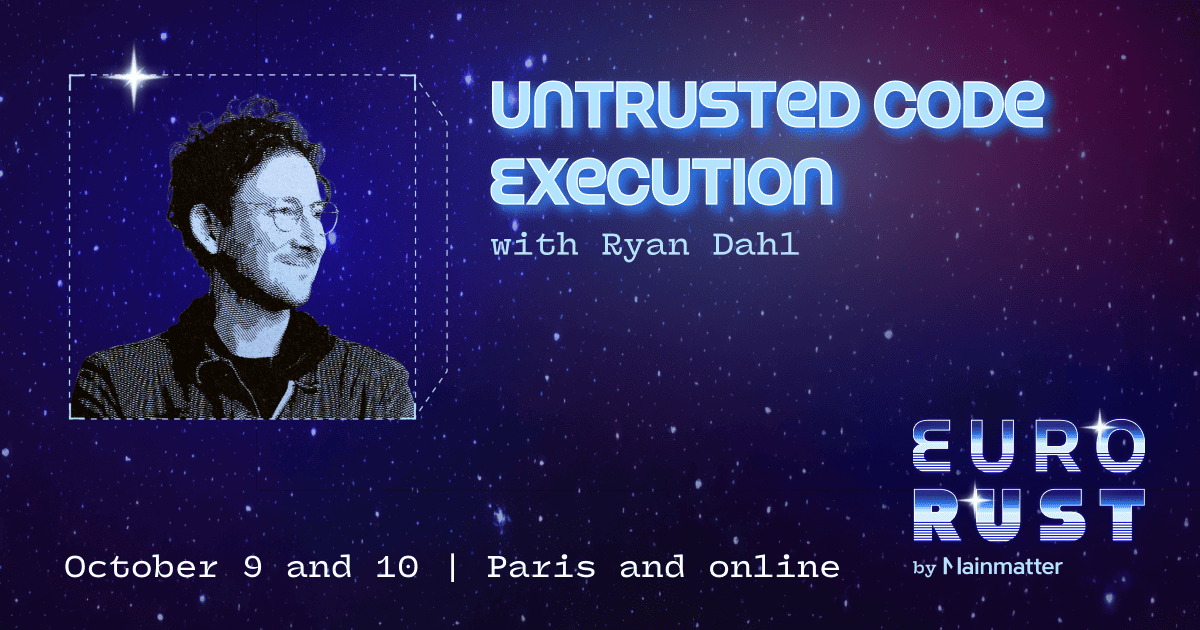 UNTRUSTED CODE
EXECUTION
with Ryan Dahl
EURO
RUST
by Mainmatter
October 9 and 10 | Paris and online